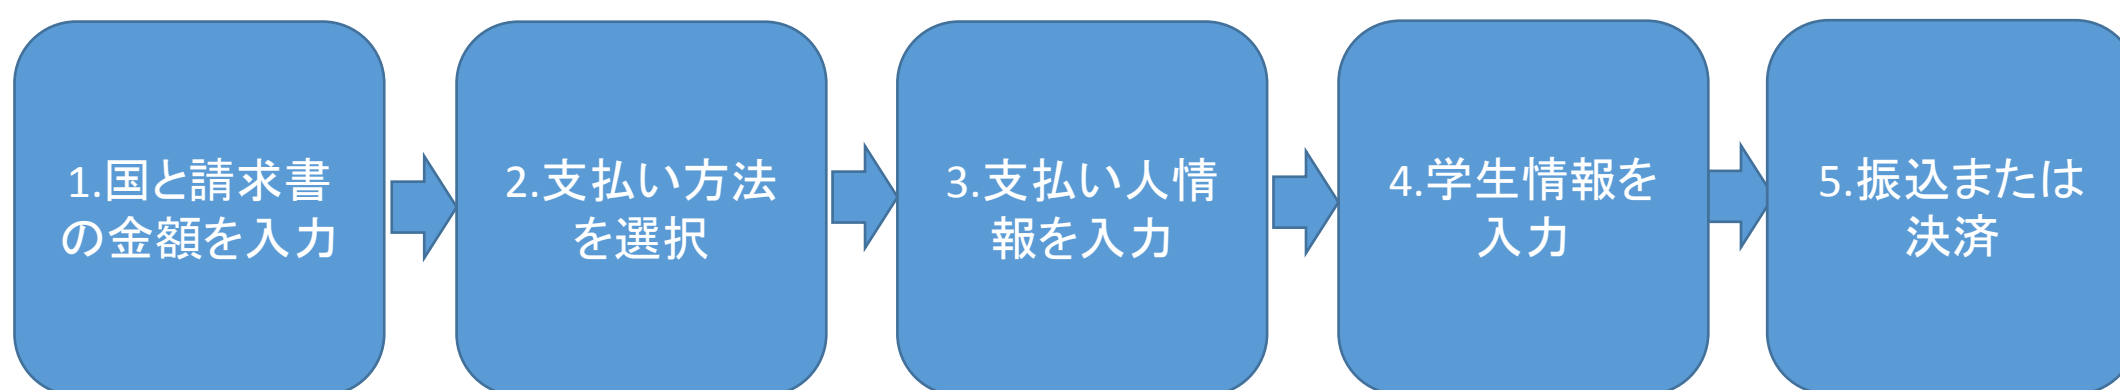 1.国と請求書
の金額を入力
2.支払い方法
を選択
3.支払い人情
報を入力
4.学生情報を
入力
5.振込または
決済